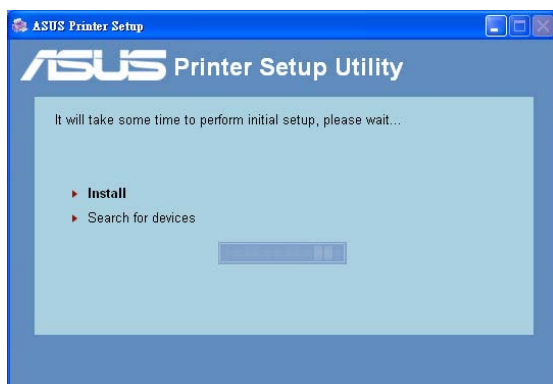 ASUS Printer Setup
ASUS Printer Setup Utility
It will take some time to perform initial setup, please wait...
Install
Search for devices